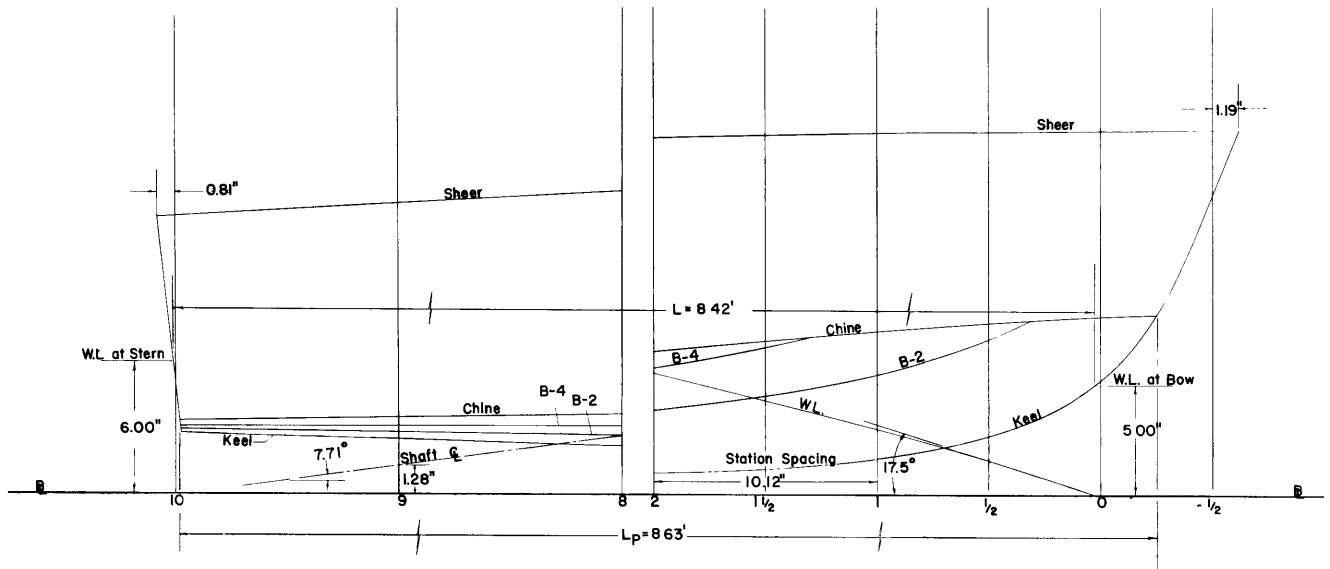 1.19"
Sheer
0.81"
Sheer
L = 8 42'
Chine
W.L. at Stern
B-4
B-2
W.L. at Bow
B-4
B-2
Chine
WL.
Keel
6.00"
Keel
5 00"
7.71°
Shaft ℄
Station Spacing
17.5°
1.28"
10.12"
10 9 8 2 1 1/2 1/2 0 - 1/2
Lp = 8 63'